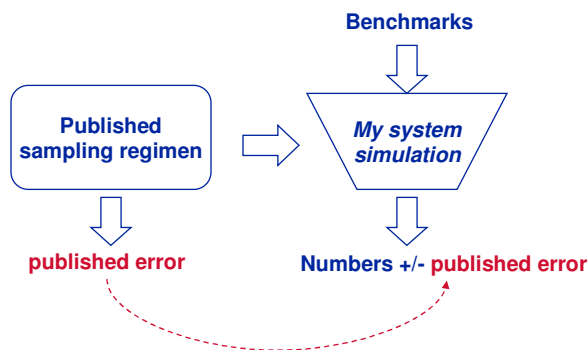 Benchmarks
Published
sampling regimen
My system
simulation
published error
Numbers +/- published error